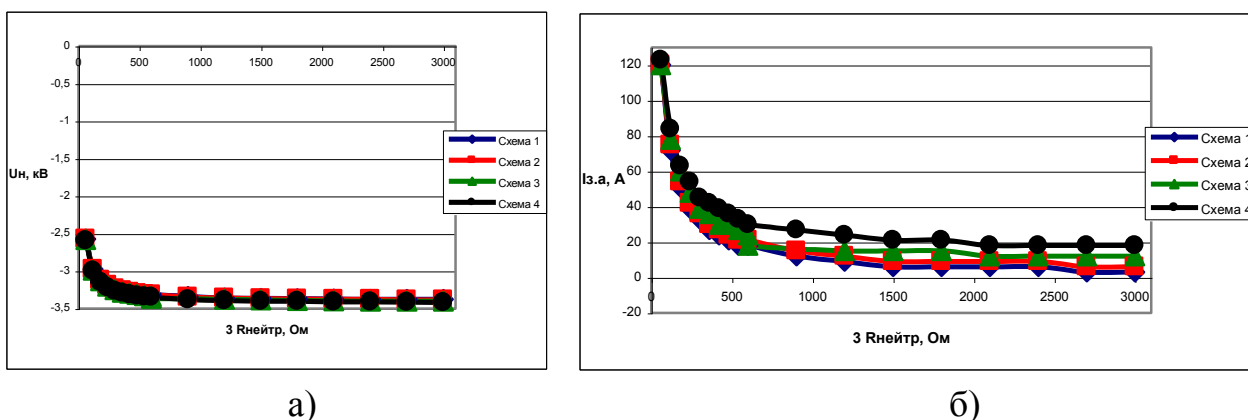 0
0
500
1000
1500
2000
2500
3000
-0,5
-1
-1,5
-2
-2,5
-3
-3,5
Uн, кВ
3 Rнейтр, Ом
Схема 1
Схема 2
Схема 3
Схема 4
а)
120
100
80
60
40
20
0
-20
Iз.а, А
0
500
1000
1500
2000
2500
3000
3 Rнейтр, Ом
Схема 1
Схема 2
Схема 3
Схема 4
б)